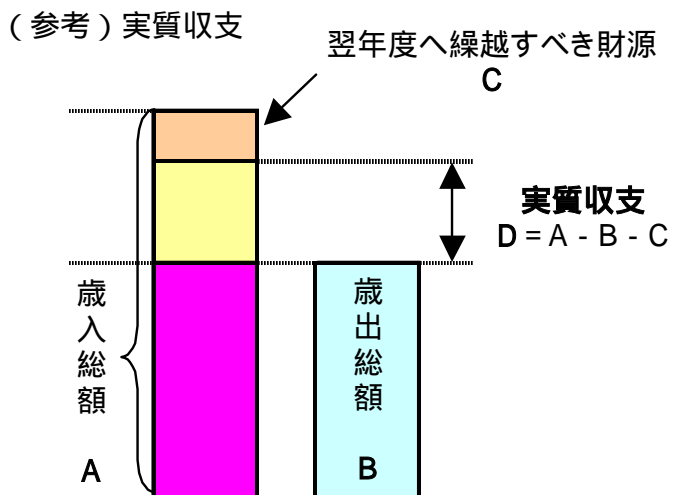 （参考）実質収支
翌年度へ繰越すべき財源
C
実質収支
D = A - B - C
歳入総額
A
歳出総額
B